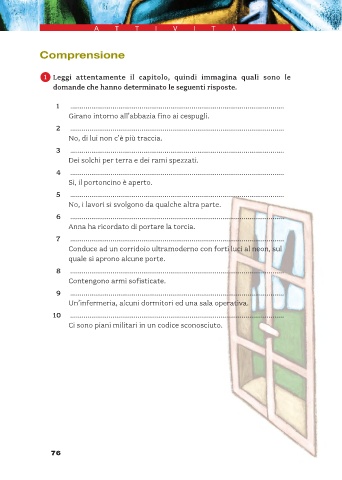 ATTIVITÀ
Comprensione
1 Leggi attentamente il capitolo, quindi immagina quali sono le
domande che hanno determinato le seguenti risposte.
1 ......................................................................
Girano intorno all'abbazia fino ai cespugli.
2 ......................................................................
No, di lui non c'è più traccia.
3 ......................................................................
Dei solchi per terra e dei rami spezzati.
4 ......................................................................
Sì, il portoncino è aperto.
5 ......................................................................
No, i lavori si svolgono da qualche altra parte.
6 ......................................................................
Anna ha ricordato di portare la torcia.
7 ......................................................................
Conduce ad un corridoio ultramoderno con forti luci al neon, sul
quale si aprono alcune porte.
8 ......................................................................
Contengono armi sofisticate.
9 ......................................................................
Un'infermeria, alcuni dormitori ed una sala operativa.
10 ......................................................................
Ci sono piani militari in un codice sconosciuto.
76